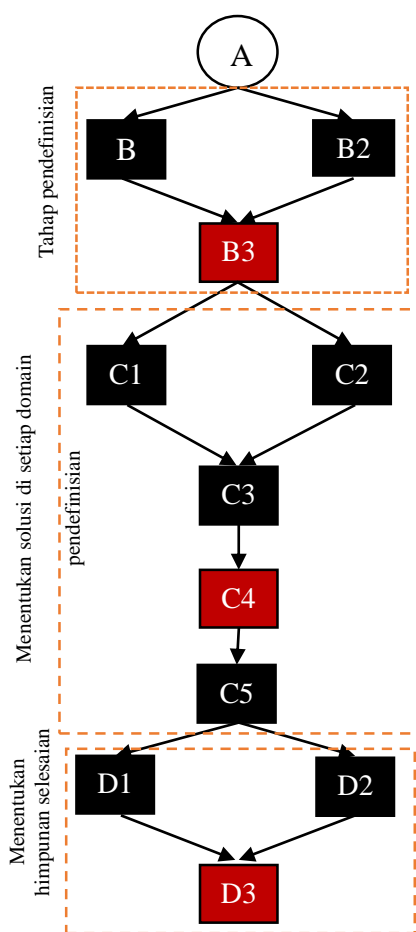 A
Tahap pendefinisian
B
B2
B3
Menentukan solusi di setiap domain
pendefinisian
C1
C2
C3
C4
C5
Menentukan
himpunan selesaian
D1
D2
D3